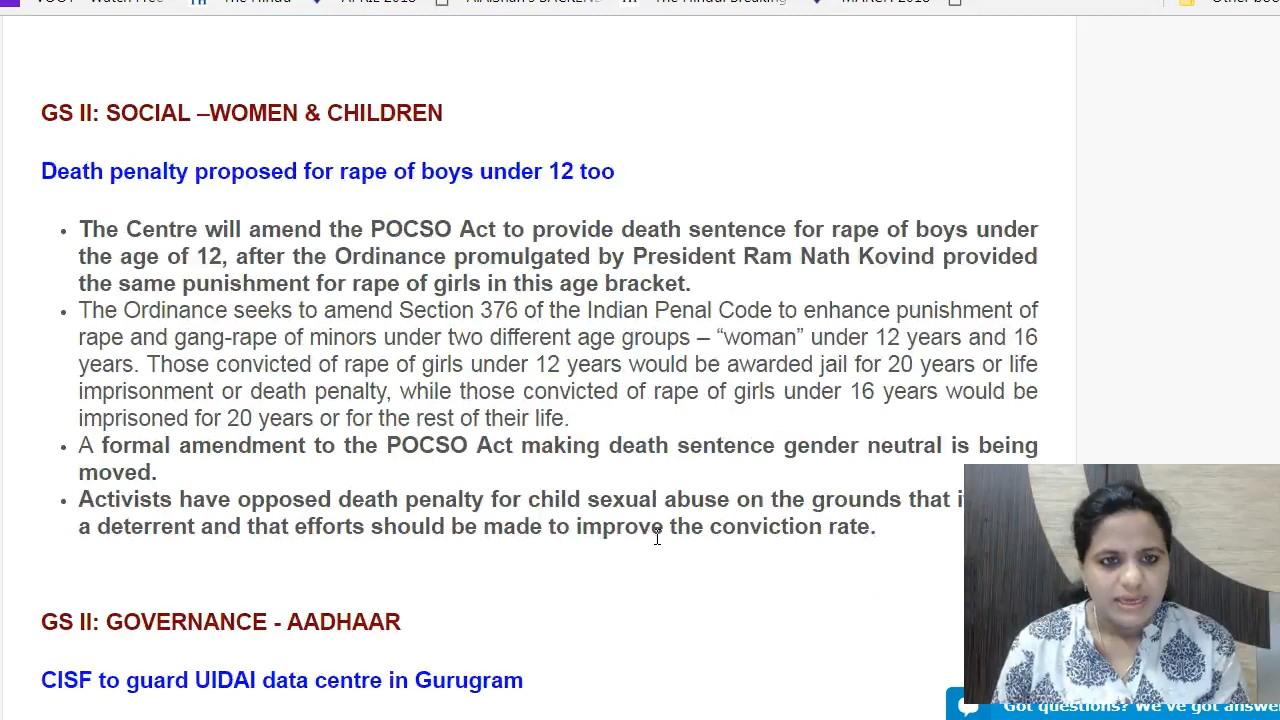 GS II: SOCIAL –WOMEN & CHILDREN
Death penalty proposed for rape of boys under 12 too
• The Centre will amend the POCSO Act to provide death sentence for rape of boys under
the age of 12, after the Ordinance promulgated by President Ram Nath Kovind provided
the same punishment for rape of girls in this age bracket.
• The Ordinance seeks to amend Section 376 of the Indian Penal Code to enhance punishment of
rape and gang-rape of minors under two different age groups – “woman” under 12 years and 16
years. Those convicted of rape of girls under 12 years would be awarded jail for 20 years or life
imprisonment or death penalty, while those convicted of rape of girls under 16 years would be
imprisoned for 20 years or for the rest of their life.
• A formal amendment to the POCSO Act making death sentence gender neutral is being
moved.
• Activists have opposed death penalty for child sexual abuse on the grounds that
a deterrent and that efforts should be made to improve the conviction rate.
GS II: GOVERNANCE - AADHAAR
CISF to guard UIDAI data centre in Gurugram
Got questions? We've got answe